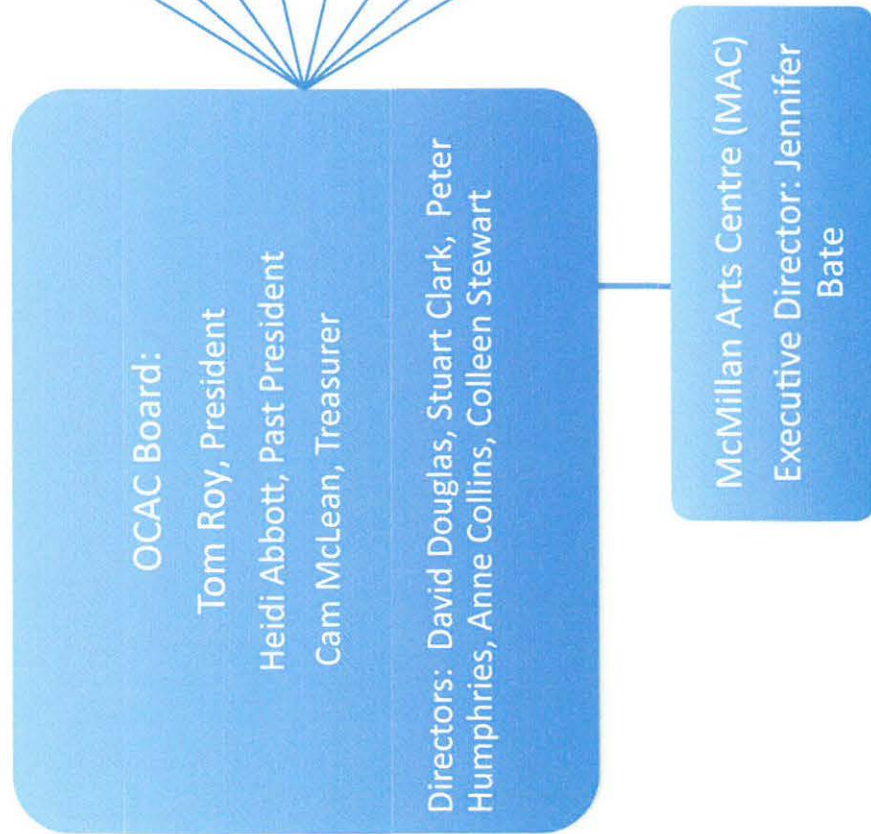 OCAC Board:
Tom Roy, President
Heidi Abbott, Past President
Cam McLean, Treasurer
Directors:  David Douglas, Stuart Clark,  Peter
Humphries, Anne Collins, Colleen Stewart
McMillan Arts Centre (MAC)
Executive Director: Jennifer
Bate